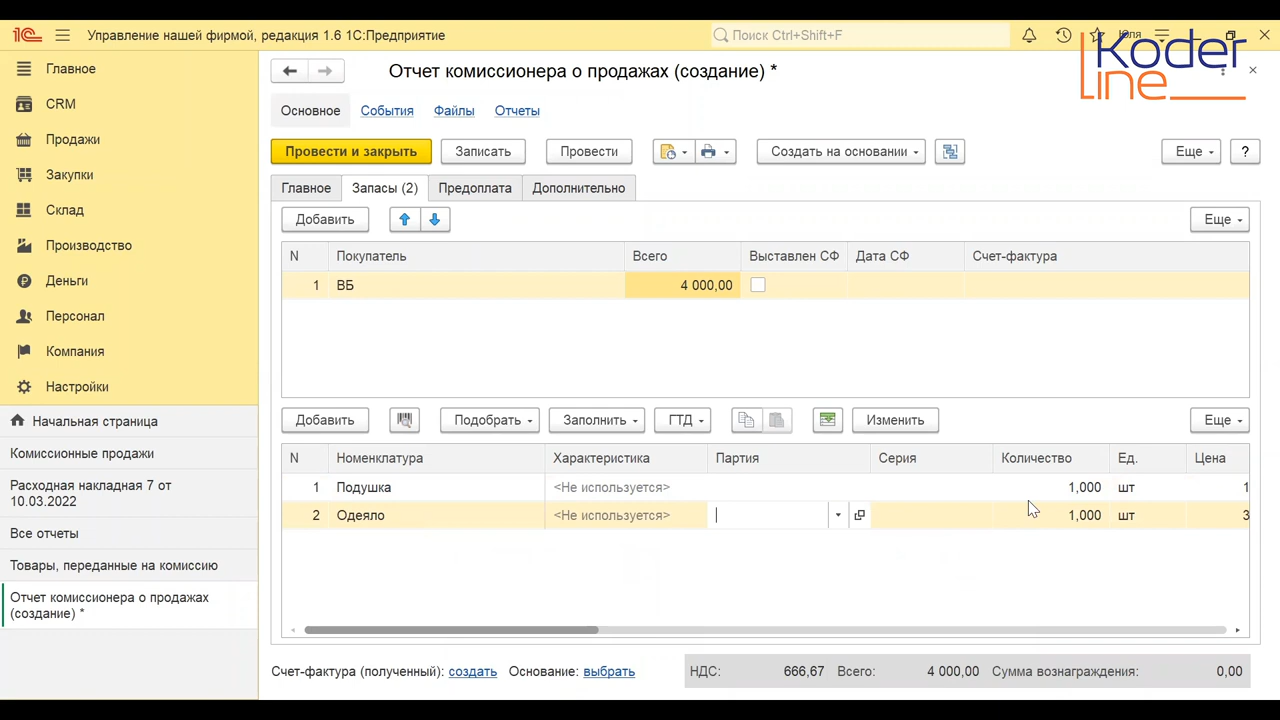 1С Управление нашей фирмой, редакция 1.6 1С:Предприятие Поиск Ctrl+Shift+F Юля
Koder
line
Главное
CRM
Продажи
Закупки
Склад
Производство
Деньги
Персонал
Компания
Настройки
Начальная страница
Комиссионные продажи
Расходная накладная 7 от
10.03.2022
Все отчеты
Товары, переданные на комиссию
Отчет комиссионера о продажах
(создание) *
Отчет комиссионера о продажах (создание) *
Основное События Файлы Отчеты
Провести и закрыть Записать Провести Создать на основании Еще ?
Главное Запасы (2) Предоплата Дополнительно
Добавить Еще
N Покупатель Всего Выставлен СФ Дата СФ Счет-фактура
1 ВБ 4 000,00
Добавить Подобрать Заполнить ГТД Изменить Еще
N Номенклатура Характеристика Партия Серия Количество Ед. Цена
1 Подушка <Не используется> 1,000 шт 1
2 Одеяло <Не используется> 1,000 шт 3
Счет-фактура (полученный): создать Основание: выбрать НДС: 666,67 Всего: 4 000,00 Сумма вознаграждения: 0,00